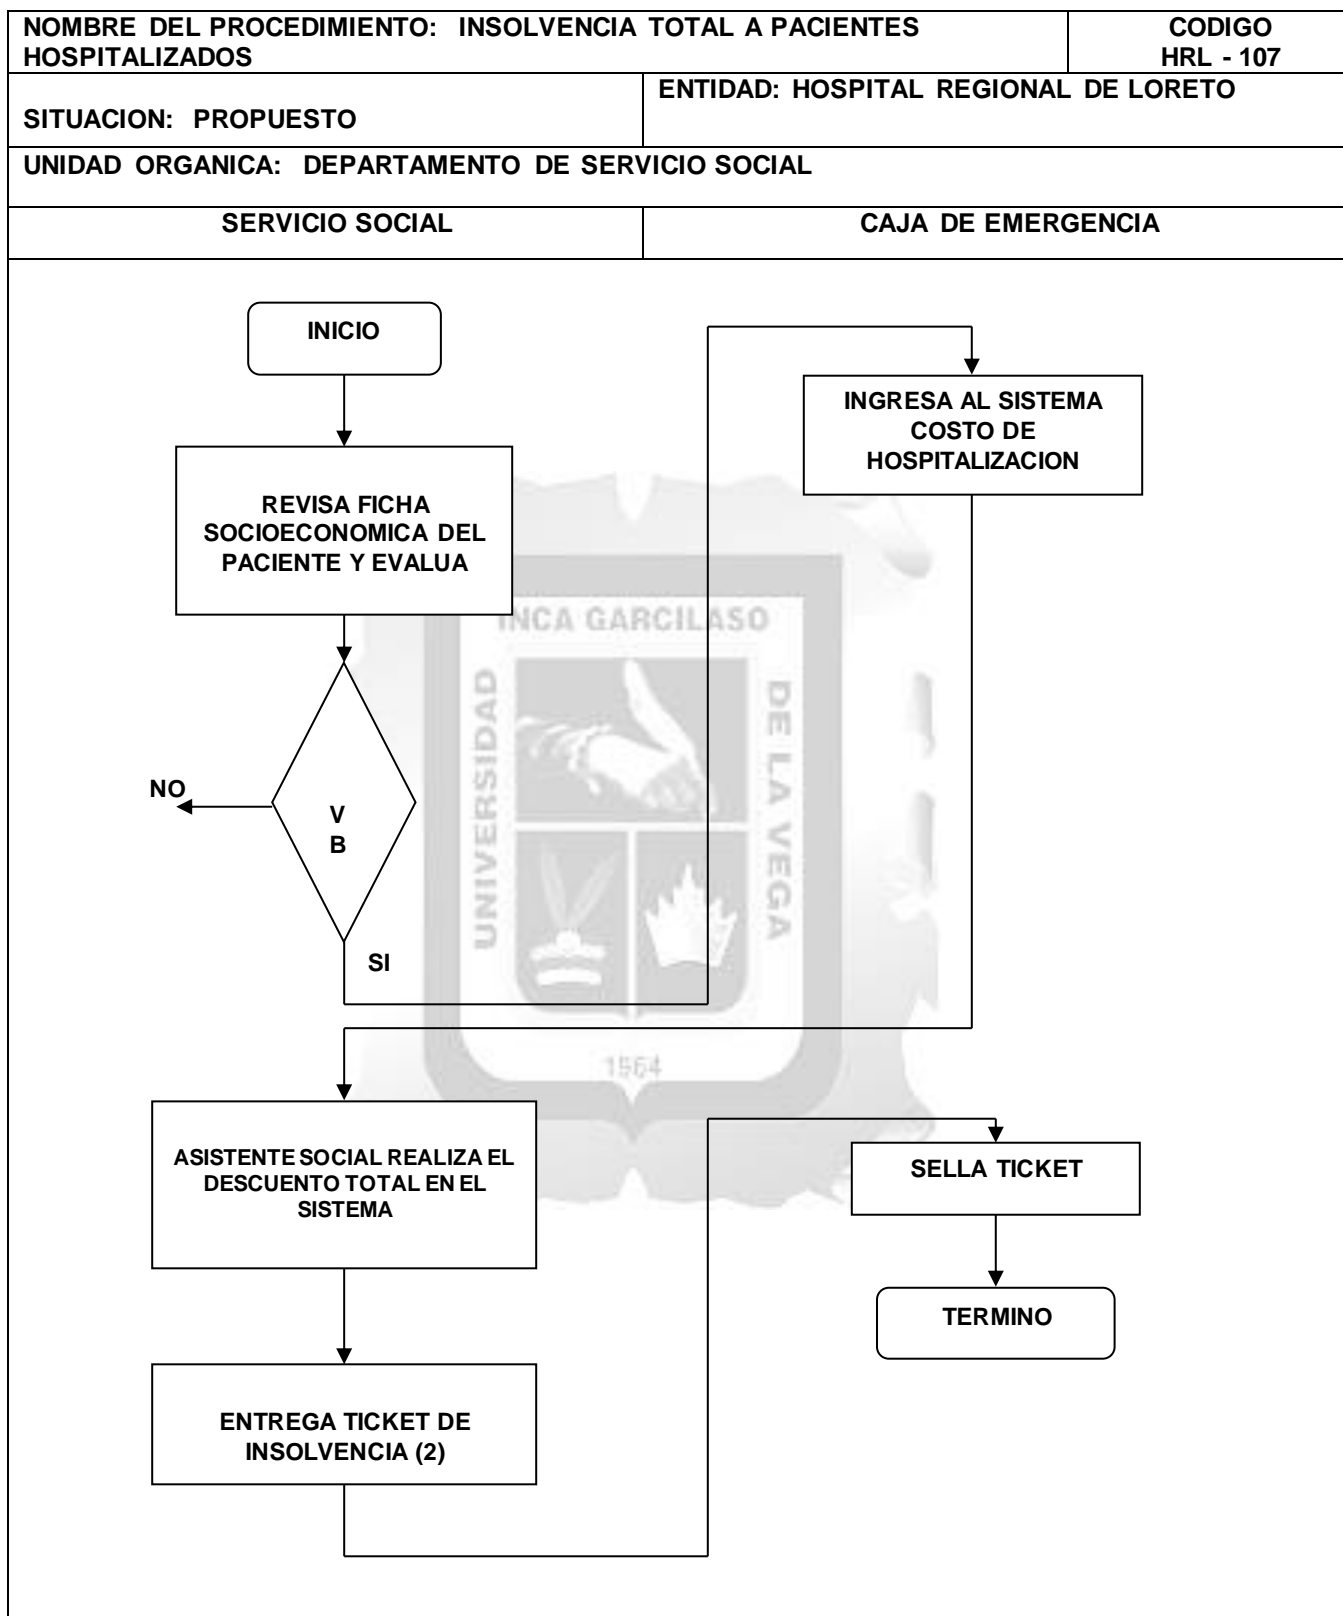 NOMBRE DEL PROCEDIMIENTO: INSOLVENCIA TOTAL A PACIENTES
HOSPITALIZADOS
CODIGO
HRL - 107
SITUACION: PROPUESTO
ENTIDAD: HOSPITAL REGIONAL DE LORETO
UNIDAD ORGANICA: DEPARTAMENTO DE SERVICIO SOCIAL
SERVICIO SOCIAL
CAJA DE EMERGENCIA
INICIO
INGRESA AL SISTEMA
COSTO DE
HOSPITALIZACION
REVISA FICHA
SOCIOECONOMICA DEL
PACIENTE Y EVALUA
INCA GARCILASO
UNIVERSIDAD
DE LA VEGA
NO
V
B
SI
1564
ASISTENTE SOCIAL REALIZA EL
DESCUENTO TOTAL EN EL
SISTEMA
SELLA TICKET
TERMINO
ENTREGA TICKET DE
INSOLVENCIA (2)